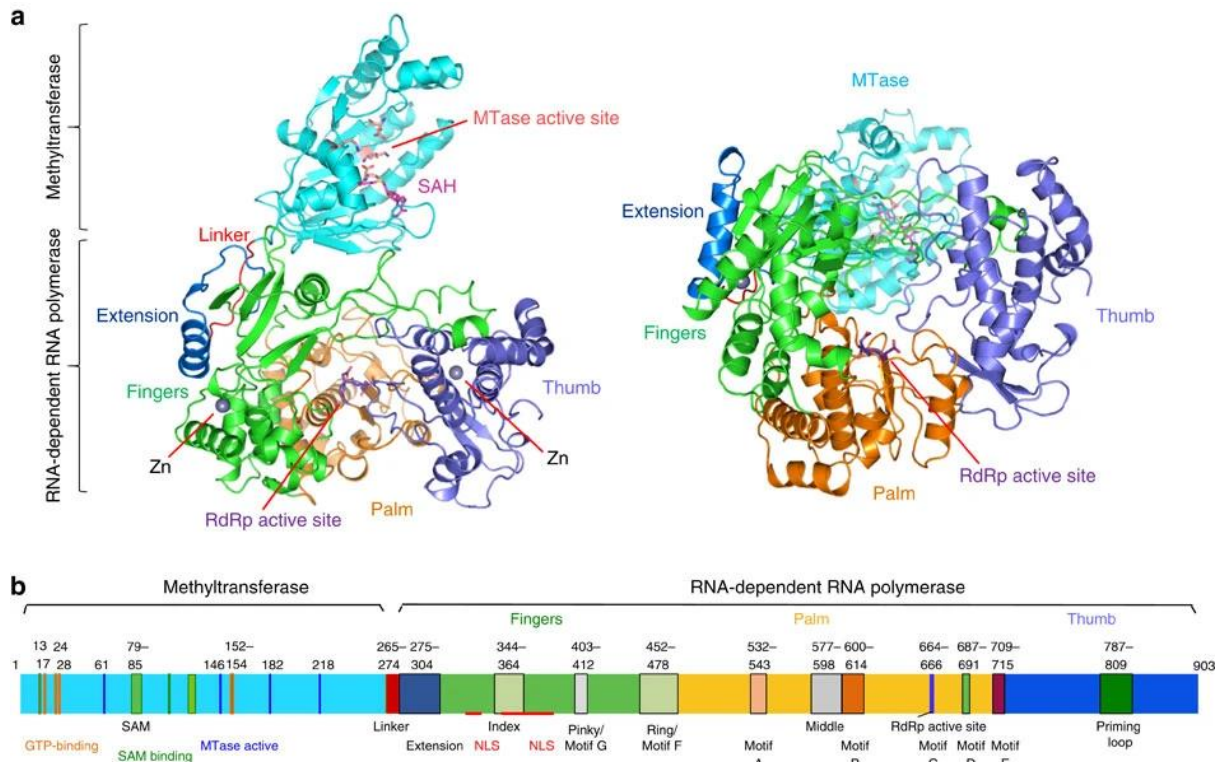 a
Methyltransferase
RNA-dependent RNA polymerase
MTase active site
SAH
Linker
Extension
Fingers
Zn
RdRp active site
Palm
Thumb
Zn
MTase
Extension
Fingers
Thumb
RdRp active site
Palm
b
Methyltransferase RNA-dependent RNA polymerase
Fingers Palm Thumb
13 24 79– 152– 265– 275– 344– 403– 452– 532– 577– 600– 664– 687– 709– 787–
1 17 28 61 85 146 154 182 218 274 304 364 412 478 543 598 614 666 691 715 809 903
SAM Linker Index Pinky/ Ring/ Middle RdRp active site Priming
GTP-binding MTase active Extension NLS NLS Motif G Motif F Motif Motif Motif Motif Motif loop
SAM binding